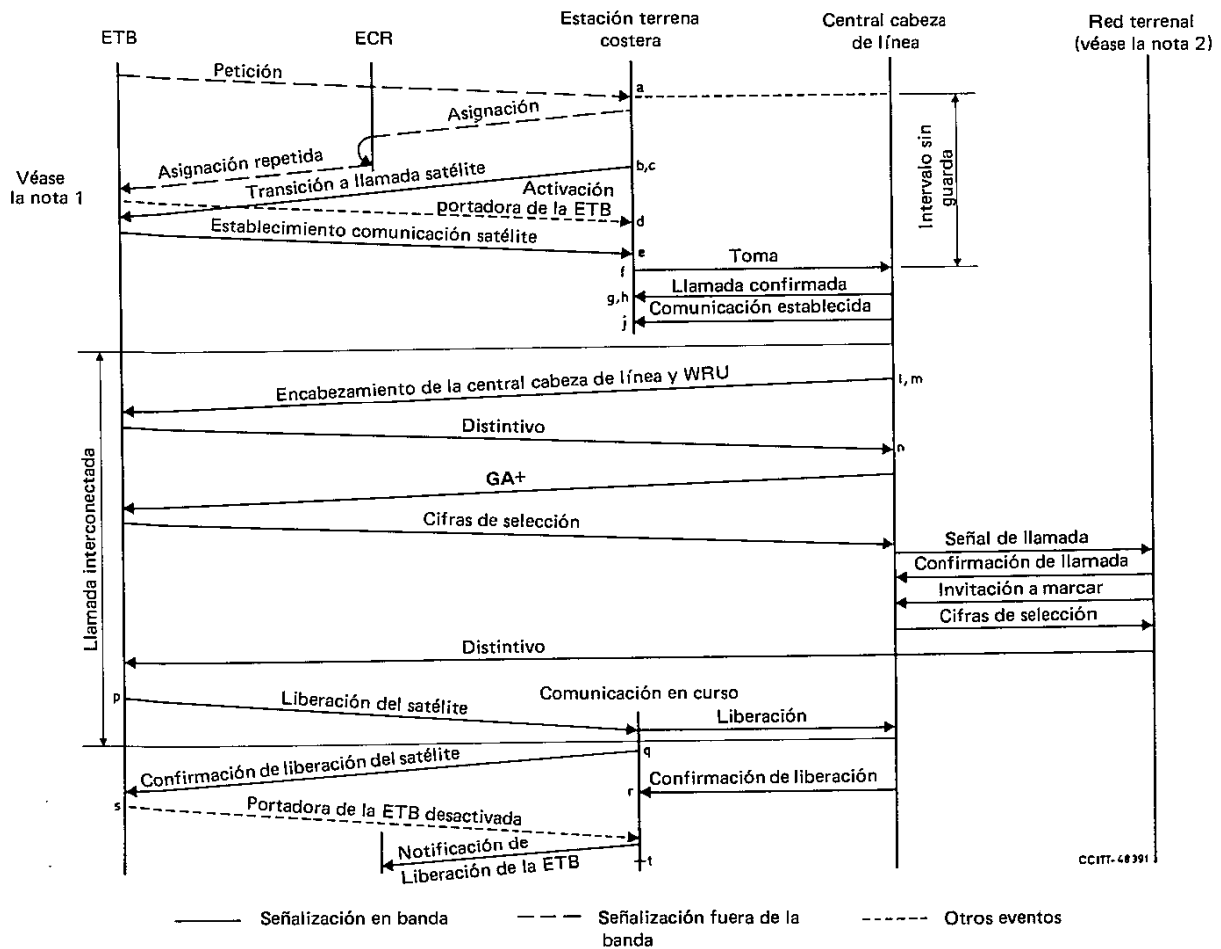 ETB
ECR
Estación terrena
costera
Central cabeza
de línea
Red terrenal
(véase la nota 2)
Petición
a
Asignación
Asignación repetida
b,c
Transición a llamada satélite
Véase
la nota 1
Activación
portadora de la ETB
d
Establecimiento comunicación satélite
e
Intervalo sin
guarda
f
Toma
g,h
Llamada confirmada
j
Comunicación establecida
Encabezamiento de la central cabeza de línea y WRU
l, m
Distintivo
n
GA+
Cifras de selección
Señal de llamada
Confirmación de llamada
Invitación a marcar
Cifras de selección
Llamada interconectada
Distintivo
p
Liberación del satélite
Comunicación en curso
Liberación
q
Confirmación de liberación del satélite
r
Confirmación de liberación
s
Portadora de la ETB desactivada
Notificación de
Liberación de la ETB
t
CCITT-48391
Señalización en banda
Señalización fuera de la
banda
Otros eventos